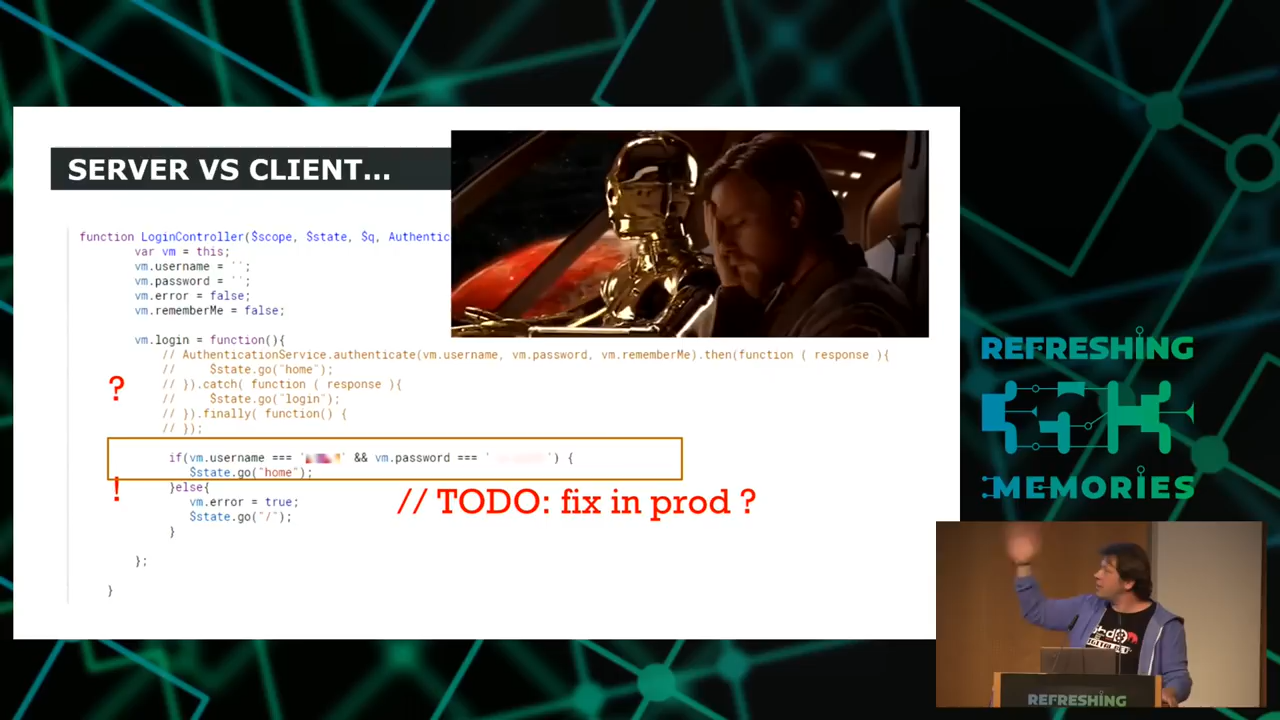 SERVER VS CLIENT...
function LoginController($scope, $state, $q, Authentic
var vm = this;
vm.username = '';
vm.password = '';
vm.error = false;
vm.rememberMe = false;
vm.login = function(){
// AuthenticationService.authenticate(vm.username, vm.password, vm.rememberMe).then(function ( response ){
//      $state.go("home");
// }).catch( function ( response ){
//      $state.go("login");
// }).finally( function() {
// });
?
if(vm.username === '' && vm.password === '') {
$state.go("home");
!
}else{
vm.error = true;
$state.go("/");
}
// TODO: fix in prod ?
};
}
REFRESHING
MEMORIES
REFRESHING